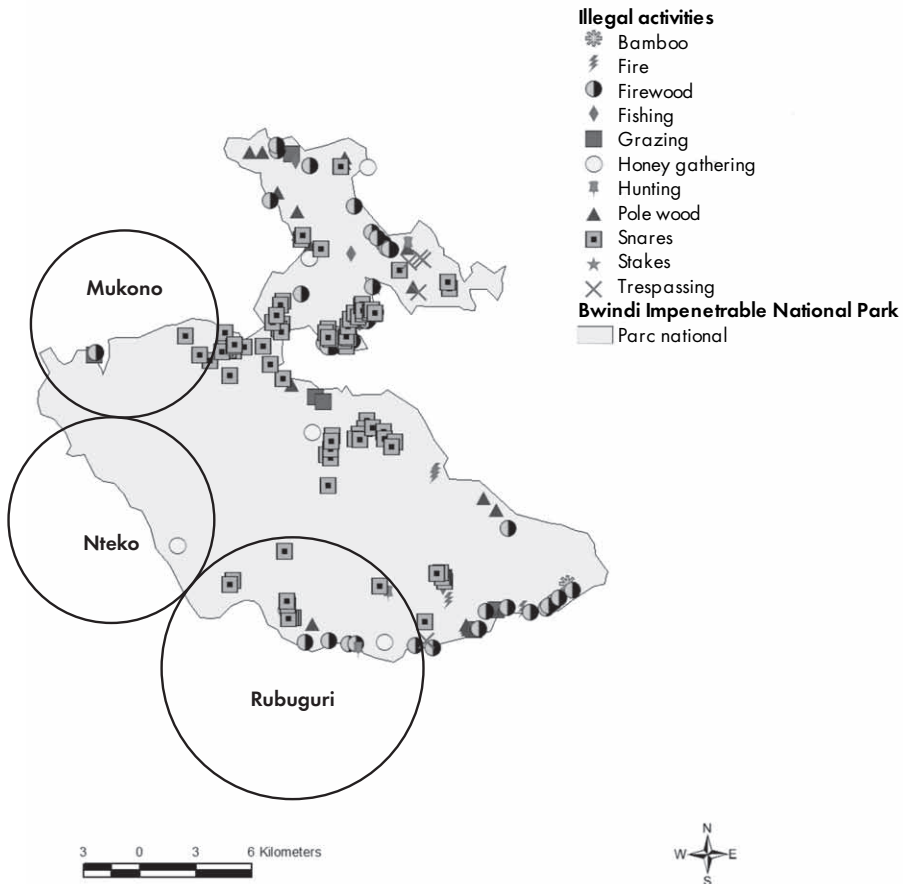 Illegal activities
Bamboo
Fire
Firewood
Fishing
Grazing
Honey gathering
Hunting
Pole wood
Snares
Stakes
Trespassing
Bwindi Impenetrable National Park
Parc national
Mukono
Nteko
Rubuguri
3 0 3 6 Kilometers
N
W E
S